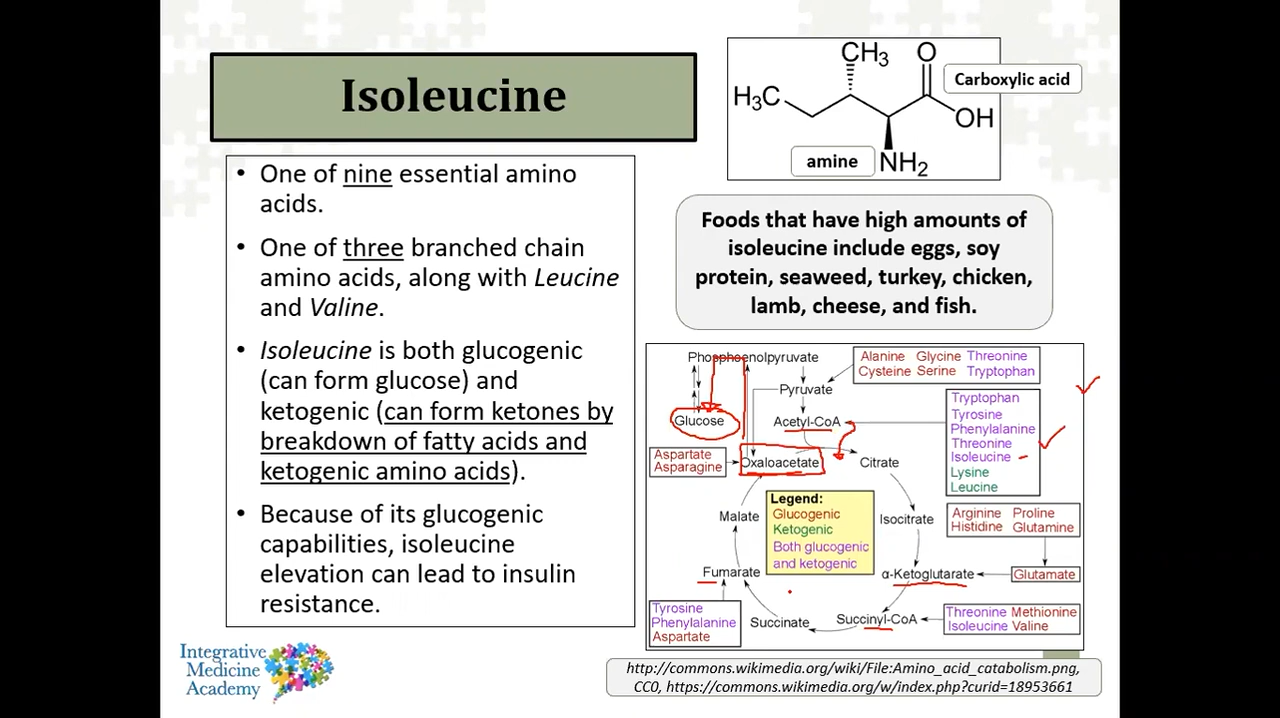 Isoleucine
• One of nine essential amino
acids.
• One of three branched chain
amino acids, along with Leucine
and Valine.
• Isoleucine is both glucogenic
(can form glucose) and
ketogenic (can form ketones by
breakdown of fatty acids and
ketogenic amino acids).
• Because of its glucogenic
capabilities, isoleucine
elevation can lead to insulin
resistance.
Integrative
Medicine
Academy
CH3
O
Carboxylic acid
H3C
OH
amine
NH2
Foods that have high amounts of
isoleucine include eggs, soy
protein, seaweed, turkey, chicken,
lamb, cheese, and fish.
Phosphoenolpyruvate
Alanine Glycine Threonine
Cysteine Serine Tryptophan
Pyruvate
Tryptophan
Tyrosine
Phenylalanine
Threonine
Isoleucine
Lysine
Leucine
Glucose
Acetyl-CoA
Aspartate
Asparagine
Oxaloacetate
Citrate
Legend:
Glucogenic
Ketogenic
Both glucogenic
and ketogenic
Malate
Isocitrate
Arginine Proline
Histidine Glutamine
Fumarate
α-Ketoglutarate
Glutamate
Tyrosine
Phenylalanine
Aspartate
Succinate
Succinyl-CoA
Threonine Methionine
Isoleucine Valine
http://commons.wikimedia.org/wiki/File:Amino_acid_catabolism.png,
CC0, https://commons.wikimedia.org/w/index.php?curid=18953661